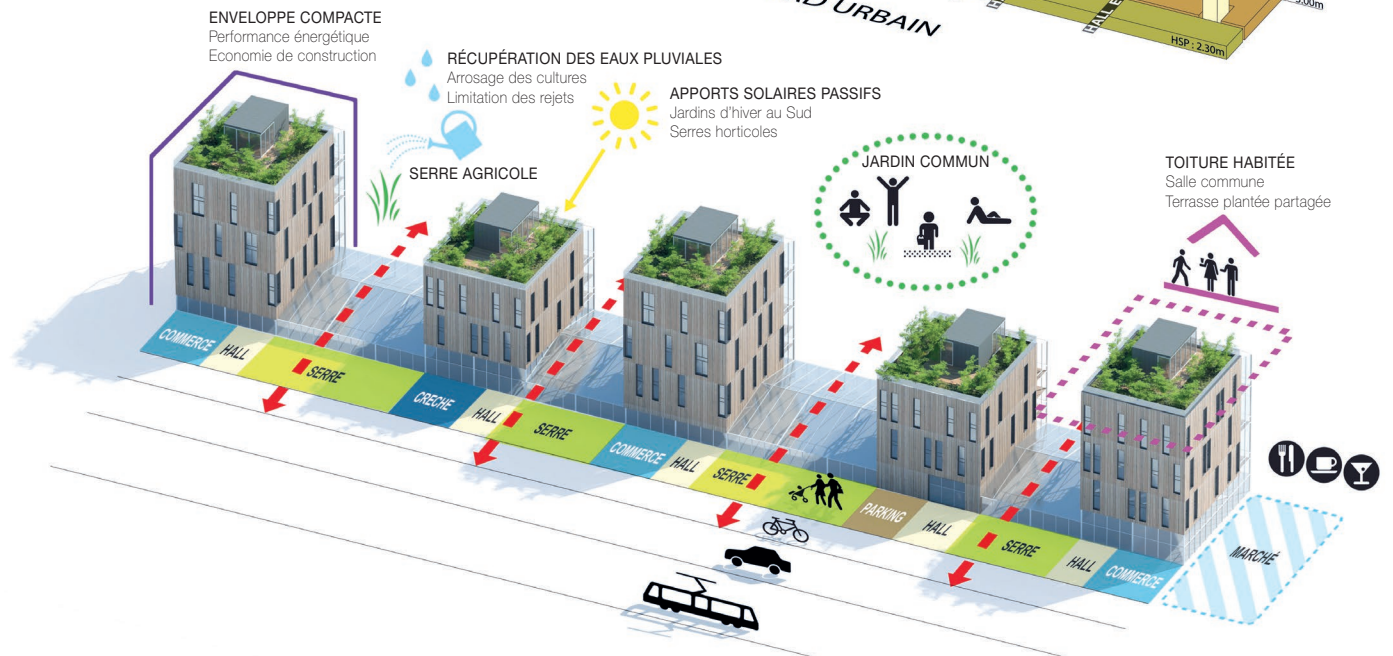 ENVELOPPE COMPACTE
Performance énergétique
Economie de construction
RÉCUPÉRATION DES EAUX PLUVIALES
Arrosage des cultures
Limitation des rejets
APPORTS SOLAIRES PASSIFS
Jardins d'hiver au Sud
Serres horticoles
URBAIN
HALL
HSP : 2.30m
SERRE AGRICOLE
JARDIN COMMUN
TOITURE HABITÉE
Salle commune
Terrasse plantée partagée
COMMERCE
HALL
SERRE
CRECHE
HALL
SERRE
COMMERCE
HALL
SERRE
PARKING
HALL
SERRE
HALL
COMMERCE
MARCHÉ